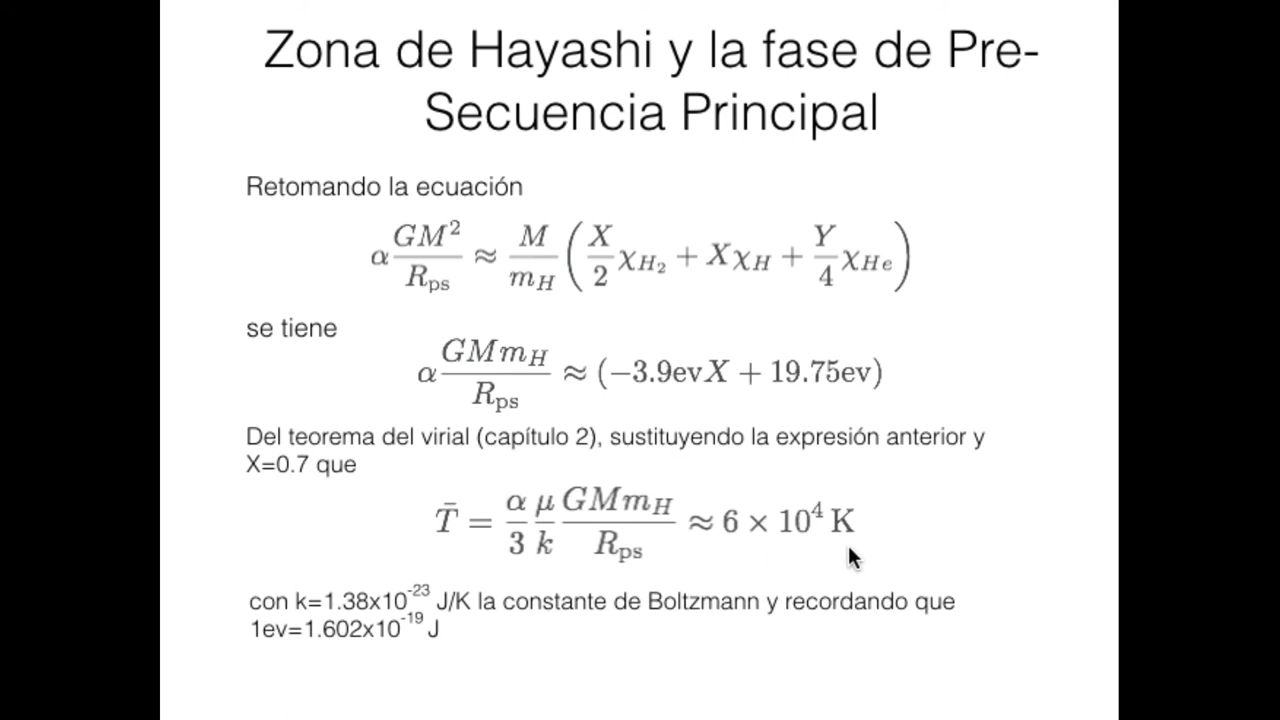 Zona de Hayashi y la fase de Pre-
Secuencia Principal
Retomando la ecuación
α GM²/R_ps ≈ M/m_H (X/2 χ_H₂ + Xχ_H + Y/4 χ_He)
se tiene
α GMm_H/R_ps ≈ (−3.9evX + 19.75ev)
Del teorema del virial (capítulo 2), sustituyendo la expresión anterior y
X=0.7 que
T̄ = α/3 μ/k GMm_H/R_ps ≈ 6 × 10⁴ K
con k=1.38x10⁻²³ J/K la constante de Boltzmann y recordando que
1ev=1.602x10⁻¹⁹ J